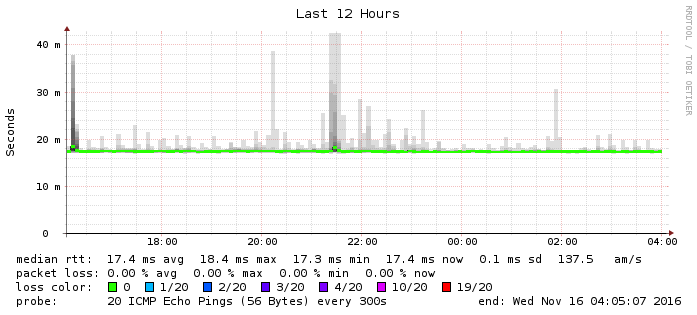 Last 12 Hours
RRDTOOL / TOBI OETIKER
Seconds
40 m
30 m
20 m
10 m
0
18:00 20:00 22:00 00:00 02:00 04:00
median rtt: 17.4 ms avg 18.4 ms max 17.3 ms min 17.4 ms now 0.1 ms sd 137.5 am/s
packet loss: 0.00 % avg 0.00 % max 0.00 % min 0.00 % now
loss color: 0 1/20 2/20 3/20 4/20 10/20 19/20
probe: 20 ICMP Echo Pings (56 Bytes) every 300s end: Wed Nov 16 04:05:07 2016